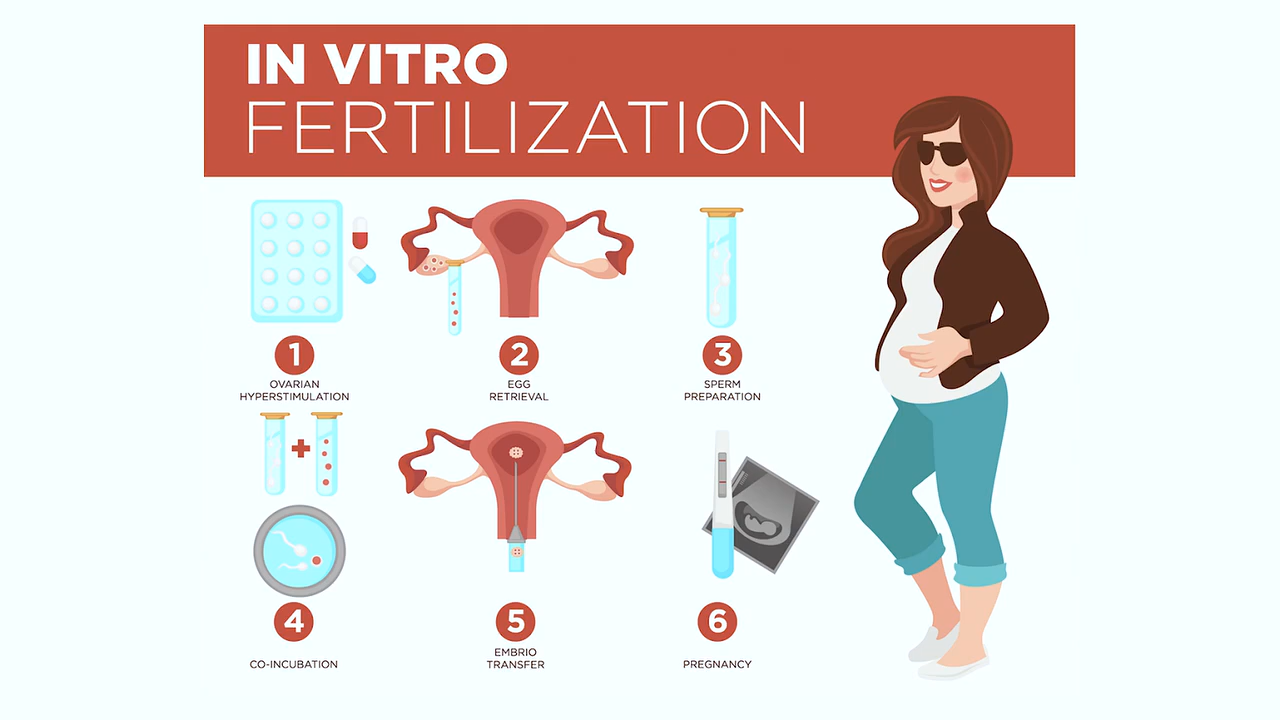 IN VITRO
FERTILIZATION
1
OVARIAN
HYPERSTIMULATION
2
EGG
RETRIEVAL
3
SPERM
PREPARATION
4
CO-INCUBATION
5
EMBRIO
TRANSFER
6
PREGNANCY